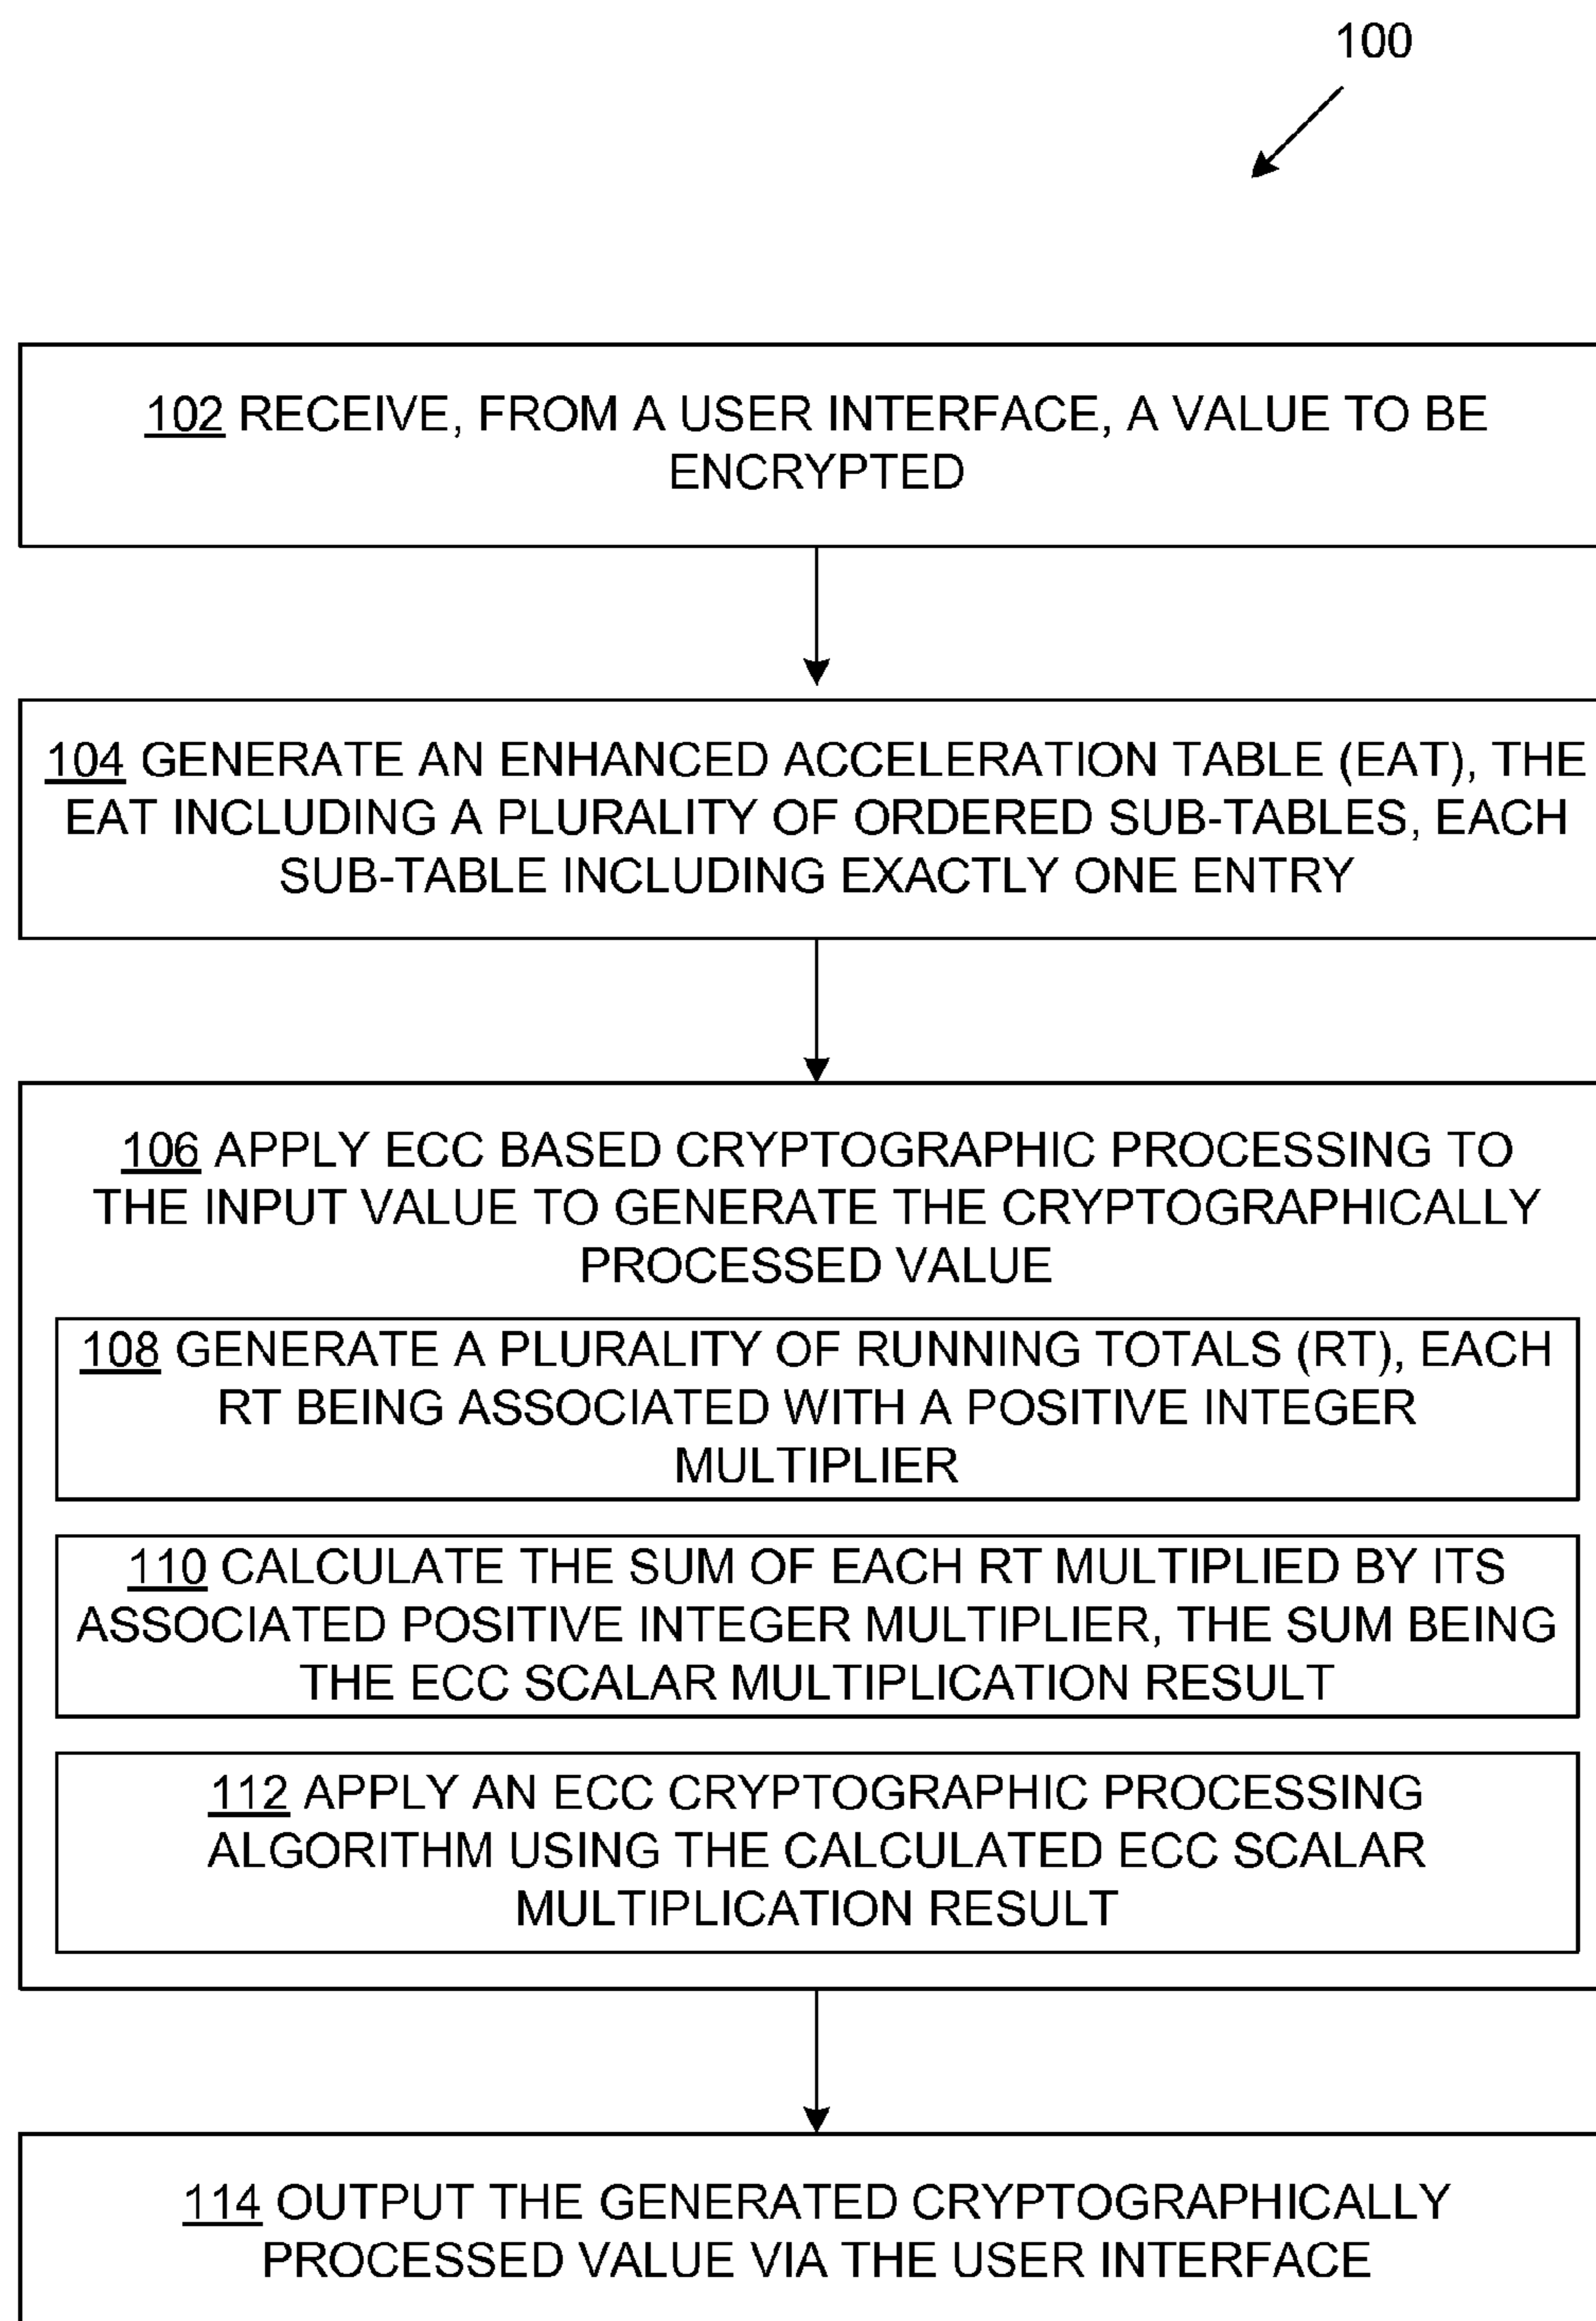 100
102 RECEIVE, FROM A USER INTERFACE, A VALUE TO BE
ENCRYPTED
104 GENERATE AN ENHANCED ACCELERATION TABLE (EAT), THE
EAT INCLUDING A PLURALITY OF ORDERED SUB-TABLES, EACH
SUB-TABLE INCLUDING EXACTLY ONE ENTRY
106 APPLY ECC BASED CRYPTOGRAPHIC PROCESSING TO
THE INPUT VALUE TO GENERATE THE CRYPTOGRAPHICALLY
PROCESSED VALUE
108 GENERATE A PLURALITY OF RUNNING TOTALS (RT), EACH
RT BEING ASSOCIATED WITH A POSITIVE INTEGER
MULTIPLIER
110 CALCULATE THE SUM OF EACH RT MULTIPLIED BY ITS
ASSOCIATED POSITIVE INTEGER MULTIPLIER, THE SUM BEING
THE ECC SCALAR MULTIPLICATION RESULT
112 APPLY AN ECC CRYPTOGRAPHIC PROCESSING
ALGORITHM USING THE CALCULATED ECC SCALAR
MULTIPLICATION RESULT
114 OUTPUT THE GENERATED CRYPTOGRAPHICALLY
PROCESSED VALUE VIA THE USER INTERFACE